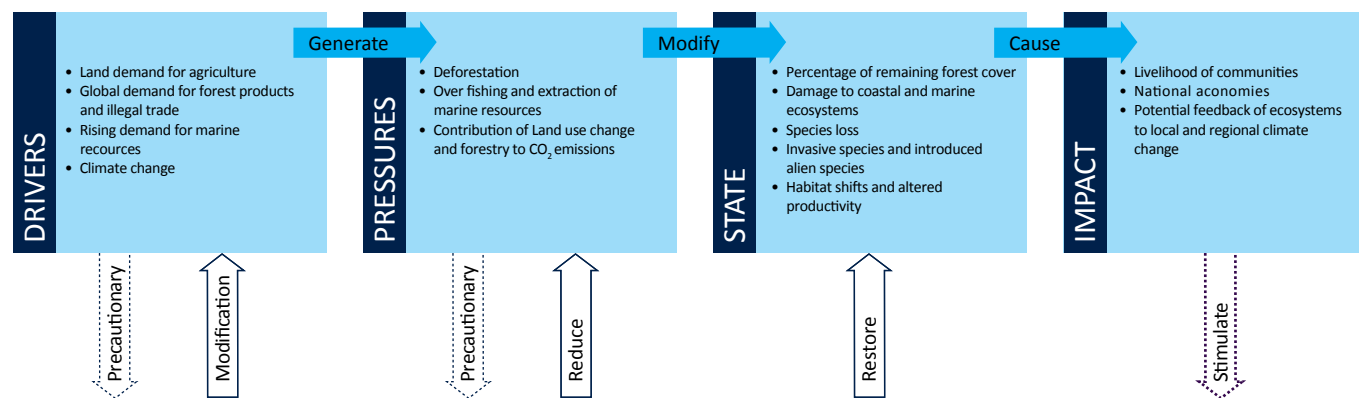 DRIVERS
• Land demand for agriculture
• Global demand for forest products
and illegal trade
• Rising demand for marine
recources
• Climate change
Generate
PRESSURES
• Deforestation
• Over fishing and extraction of
marine resources
• Contribution of Land use change
and forestry to CO₂ emissions
Modify
STATE
• Percentage of remaining forest cover
• Damage to coastal and marine
ecosystems
• Species loss
• Invasive species and introduced
alien species
• Habitat shifts and altered
productivity
Cause
IMPACT
• Livelihood of communities
• National aconomies
• Potential feedback of ecosystems
to local and regional climate
change
Precautionary
Modification
Precautionary
Reduce
Restore
Stimulate